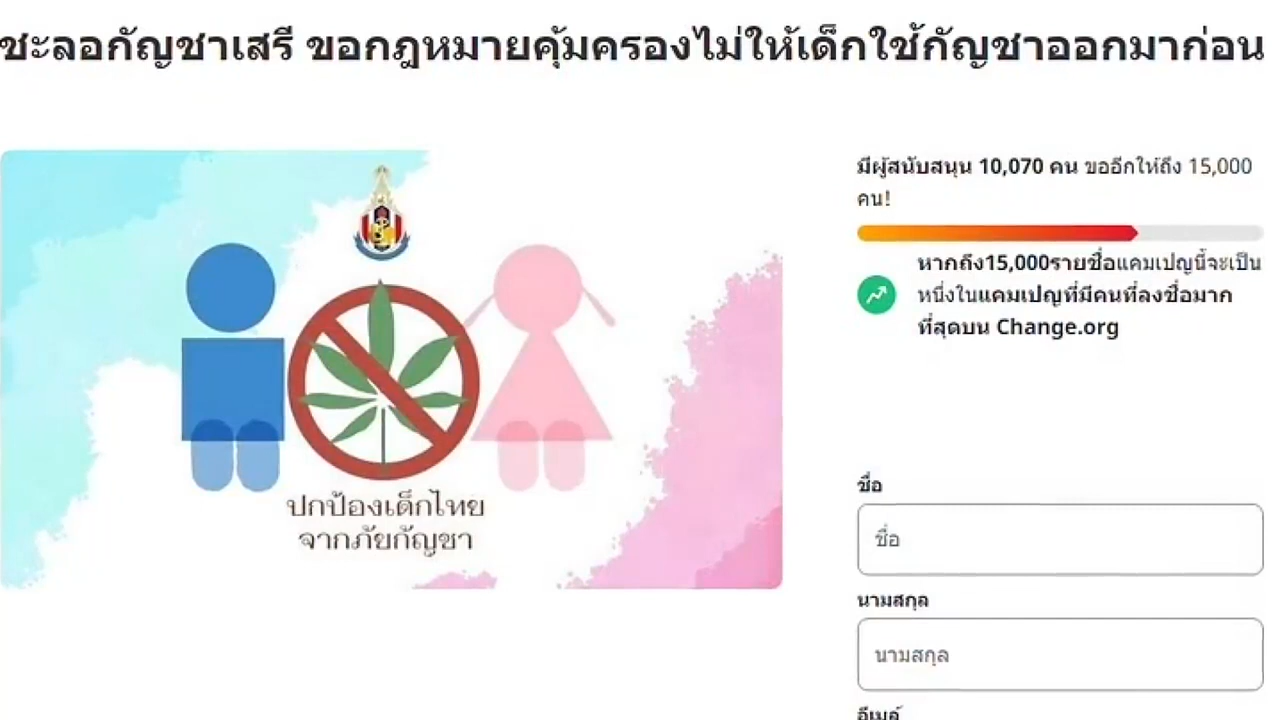 ชะลอกัญชาเสรี ขอกฎหมายคุ้มครองไม่ให้เด็กใช้กัญชาออกมาก่อน
ปกป้องเด็กไทย
จากภัยกัญชา
มีผู้สนับสนุน 10,070 คน ขออีกให้ถึง 15,000
คน!
หากถึง15,000รายชื่อแคมเปญนี้จะเป็น
หนึ่งในแคมเปญที่มีคนที่ลงชื่อมาก
ที่สุดบน Change.org
ชื่อ
ชื่อ
นามสกุล
นามสกุล
อีเมล์